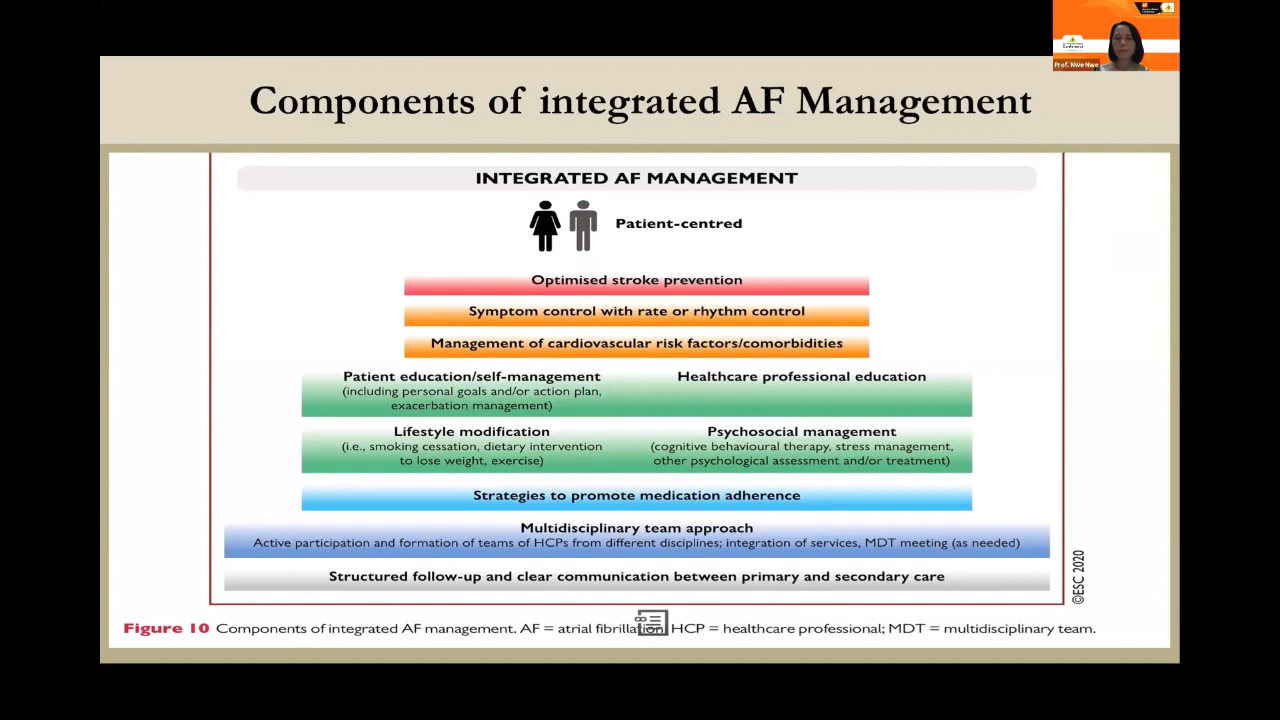 Conference
Prof. Nwe Nwe
Components of integrated AF Management
INTEGRATED AF MANAGEMENT
Patient-centred
Optimised stroke prevention
Symptom control with rate or rhythm control
Management of cardiovascular risk factors/comorbidities
Patient education/self-management
(including personal goals and/or action plan,
exacerbation management)
Healthcare professional education
Lifestyle modification
(i.e., smoking cessation, dietary intervention
to lose weight, exercise)
Psychosocial management
(cognitive behavioural therapy, stress management,
other psychological assessment and/or treatment)
Strategies to promote medication adherence
Multidisciplinary team approach
Active participation and formation of teams of HCPs from different disciplines; integration of services, MDT meeting (as needed)
Structured follow-up and clear communication between primary and secondary care
©ESC 2020
Figure 10 Components of integrated AF management. AF = atrial fibrillation; HCP = healthcare professional; MDT = multidisciplinary team.